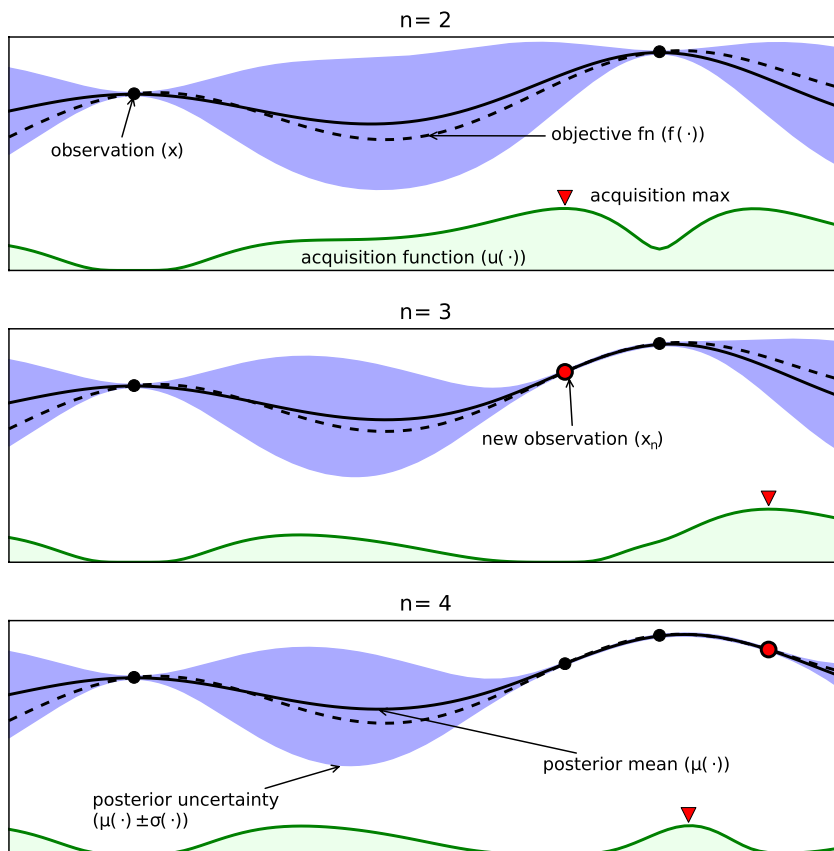 n= 2
observation (x)
objective fn (f(·))
acquisition max
acquisition function (u(·))
n= 3
new observation (xₙ)
n= 4
posterior mean (μ(·))
posterior uncertainty
(μ(·)±σ(·))